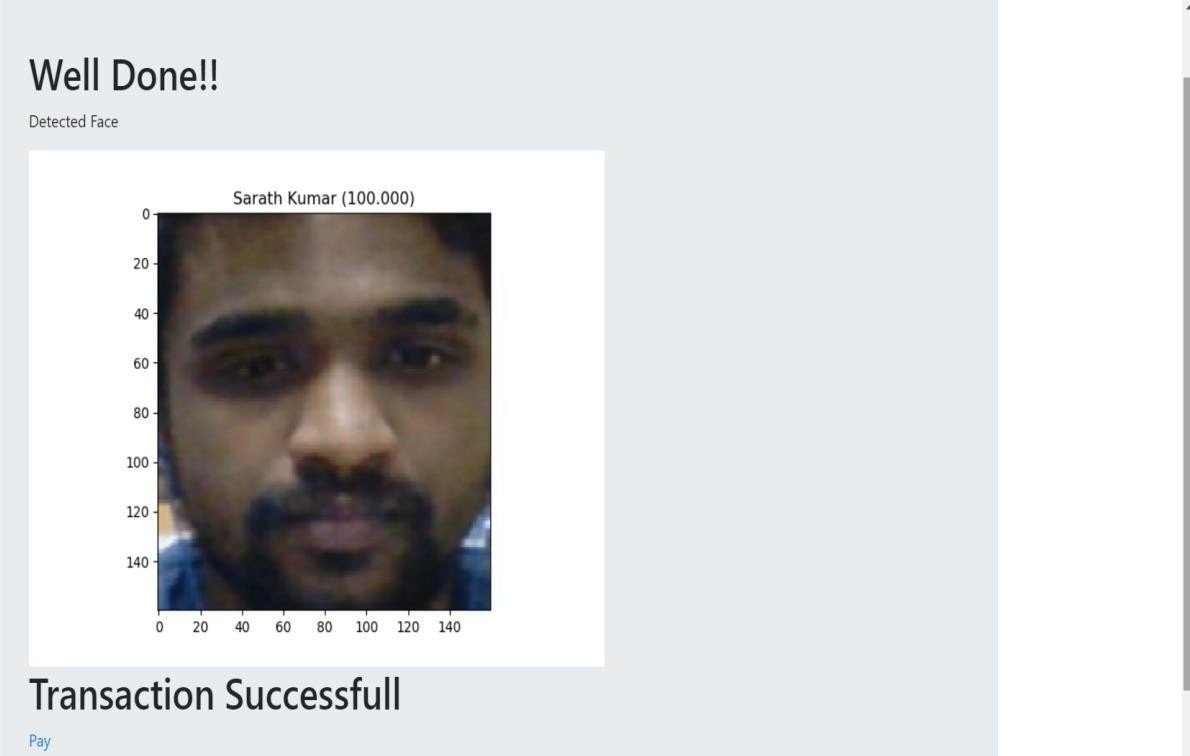 Well Done!!
Detected Face
Sarath Kumar (100.000)
0
20
40
60
80
100
120
140
0 20 40 60 80 100 120 140
Transaction Successfull
Pay